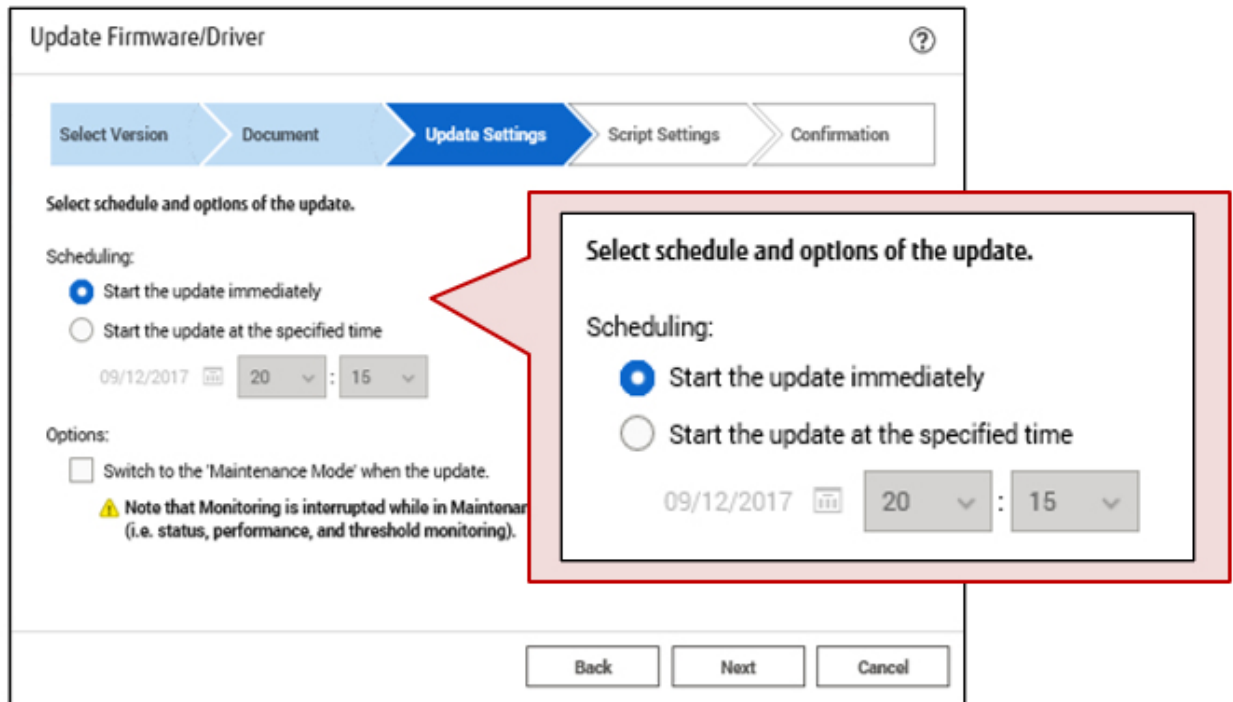 Update Firmware/Driver
?
Select Version
Document
Update Settings
Script Settings
Confirmation
Select schedule and options of the update.
Scheduling:
Start the update immediately
Start the update at the specified time
09/12/2017 20 : 15
Options:
Switch to the 'Maintenance Mode' when the update.
Note that Monitoring is interrupted while in Maintenan
(i.e. status, performance, and threshold monitoring).
Select schedule and options of the update.
Scheduling:
Start the update immediately
Start the update at the specified time
09/12/2017 20 : 15
Back
Next
Cancel